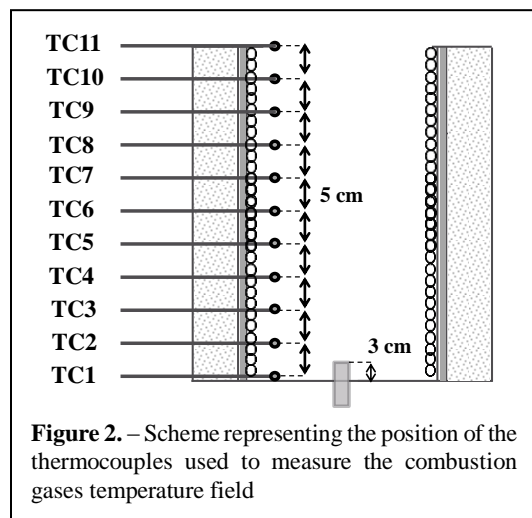 TC11
TC10
TC9
TC8
TC7
TC6
5 cm
TC5
TC4
TC3
TC2
3 cm
TC1
Figure 2. – Scheme representing the position of the
thermocouples used to measure the combustion
gases temperature field